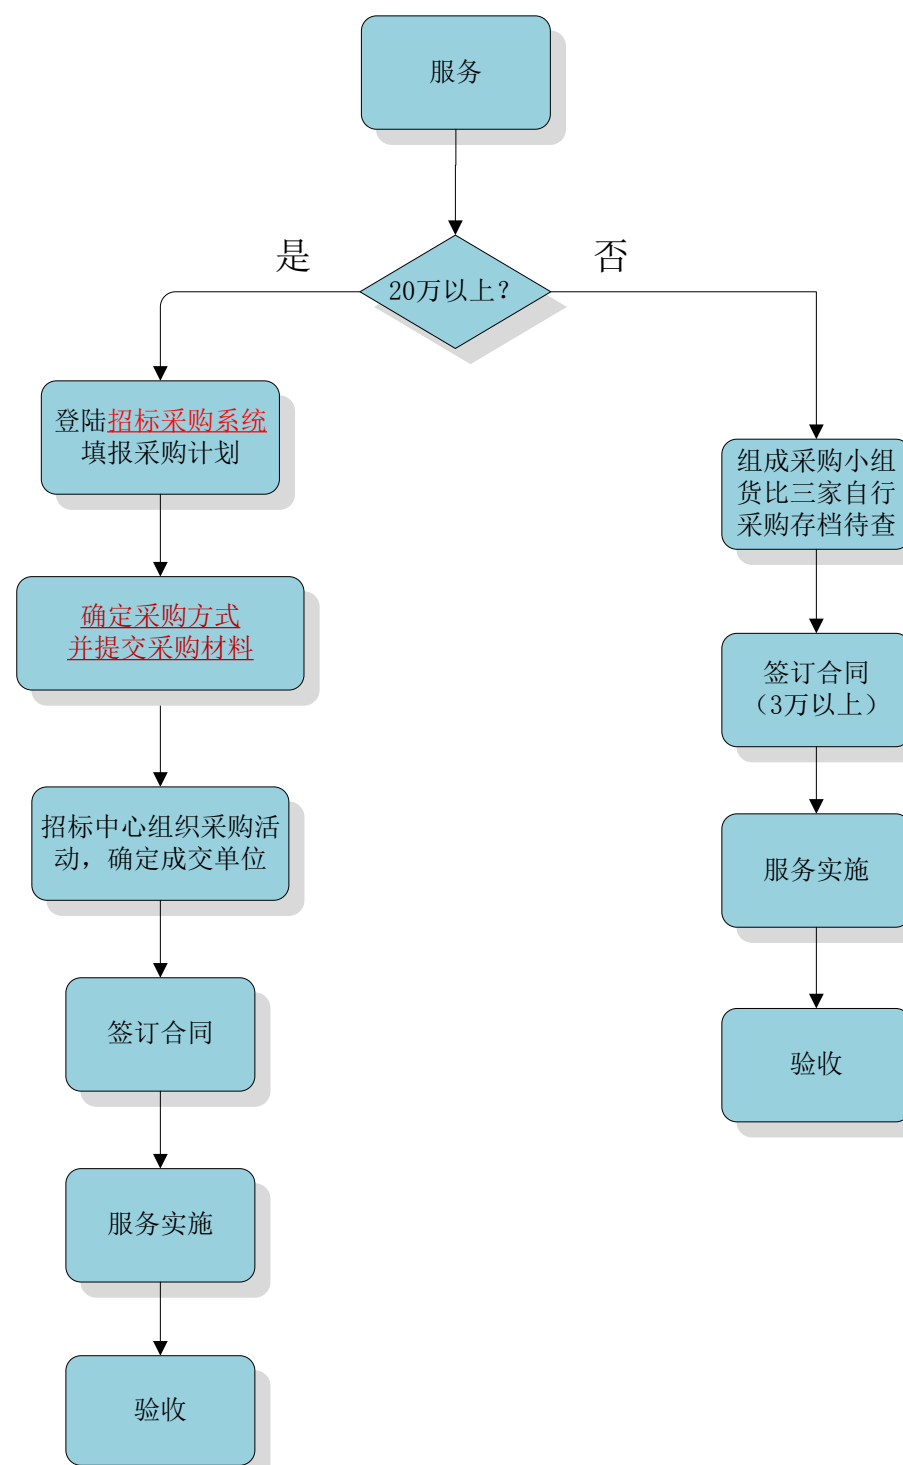 服务
是
否
20万以上？
登陆招标采购系统
填报采购计划
组成采购小组
货比三家自行
采购存档待查
确定采购方式
并提交采购材料
签订合同
（3万以上）
招标中心组织采购活
动，确定成交单位
服务实施
签订合同
验收
服务实施
验收